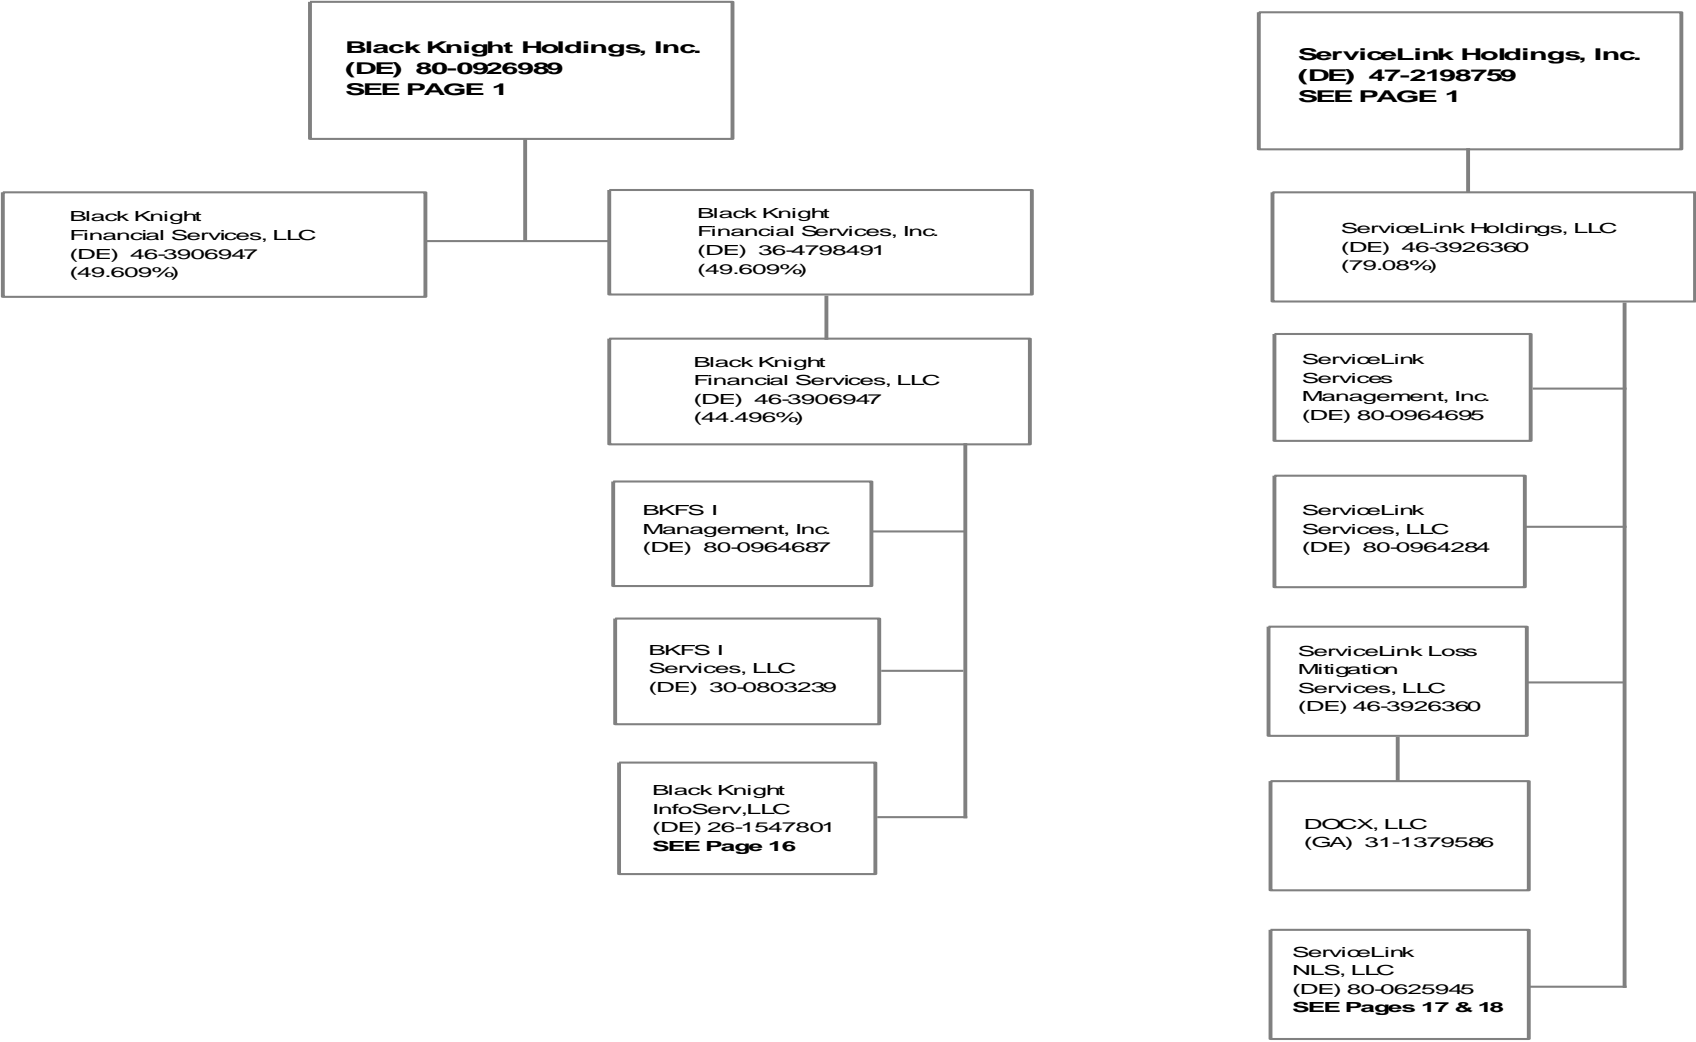 Black Knight Holdings, Inc.
(DE) 80-0926989
SEE PAGE 1
Black Knight
Financial Services, LLC
(DE) 46-3906947
(49.609%)
Black Knight
Financial Services, Inc.
(DE) 36-4798491
(49.609%)
Black Knight
Financial Services, LLC
(DE) 46-3906947
(44.496%)
BKFS I
Management, Inc.
(DE) 80-0964687
BKFS I
Services, LLC
(DE) 30-0803239
Black Knight
InfoServ,LLC
(DE) 26-1547801
SEE Page 16
ServiceLink Holdings, Inc.
(DE) 47-2198759
SEE PAGE 1
ServiceLink Holdings, LLC
(DE) 46-3926360
(79.08%)
ServiceLink
Services
Management, Inc.
(DE) 80-0964695
ServiceLink
Services, LLC
(DE) 80-0964284
ServiceLink Loss
Mitigation
Services, LLC
(DE) 46-3926360
DOCX, LLC
(GA) 31-1379586
ServiceLink
NLS, LLC
(DE) 80-0625945
SEE Pages 17 & 18